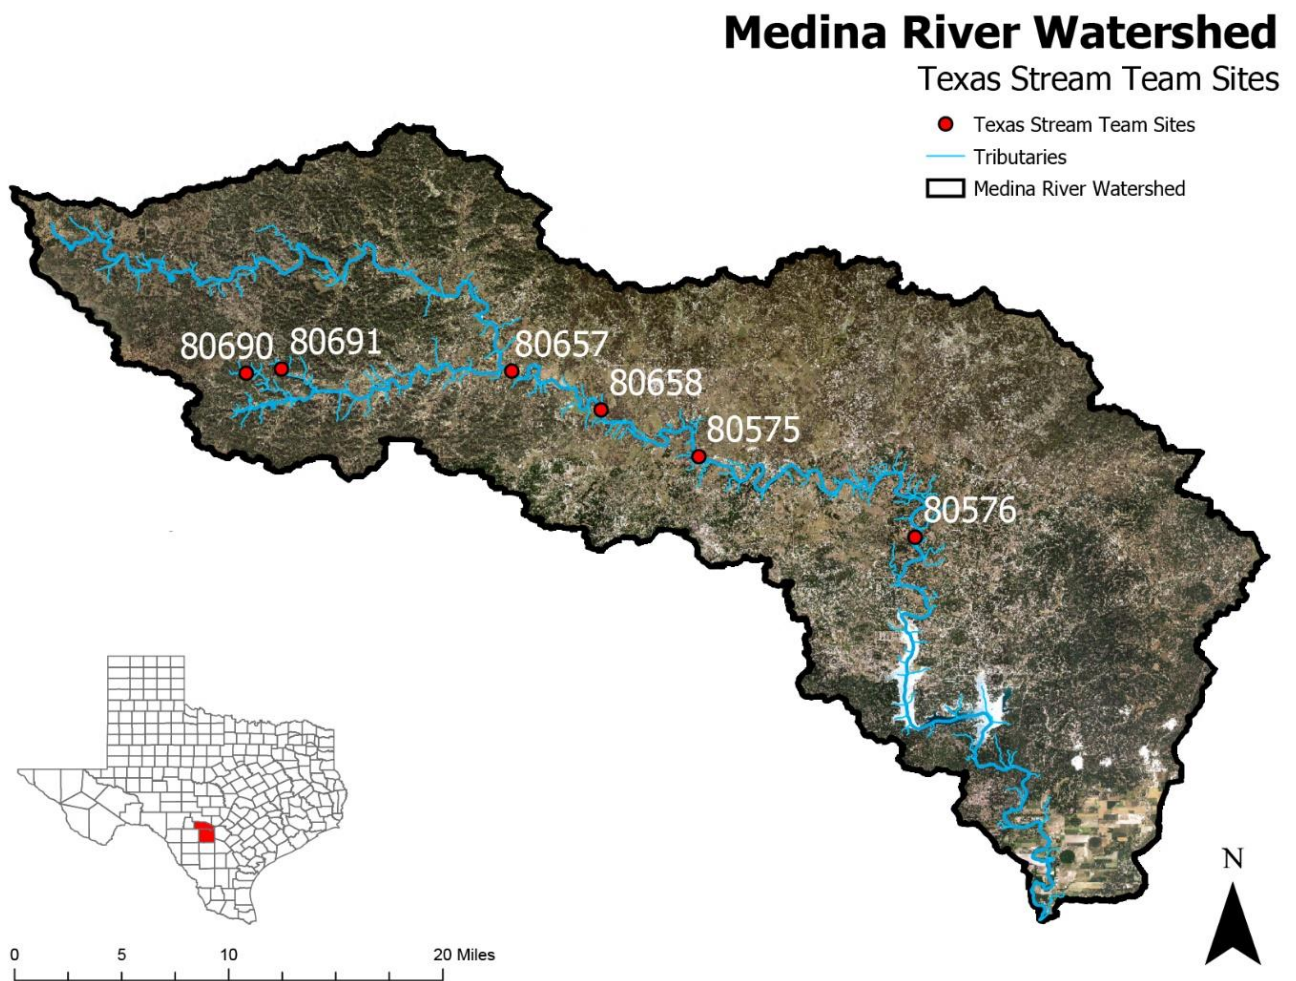 Medina River Watershed
Texas Stream Team Sites
Texas Stream Team Sites
Tributaries
Medina River Watershed
80690
80691
80657
80658
80575
80576
N
0 5 10 20 Miles